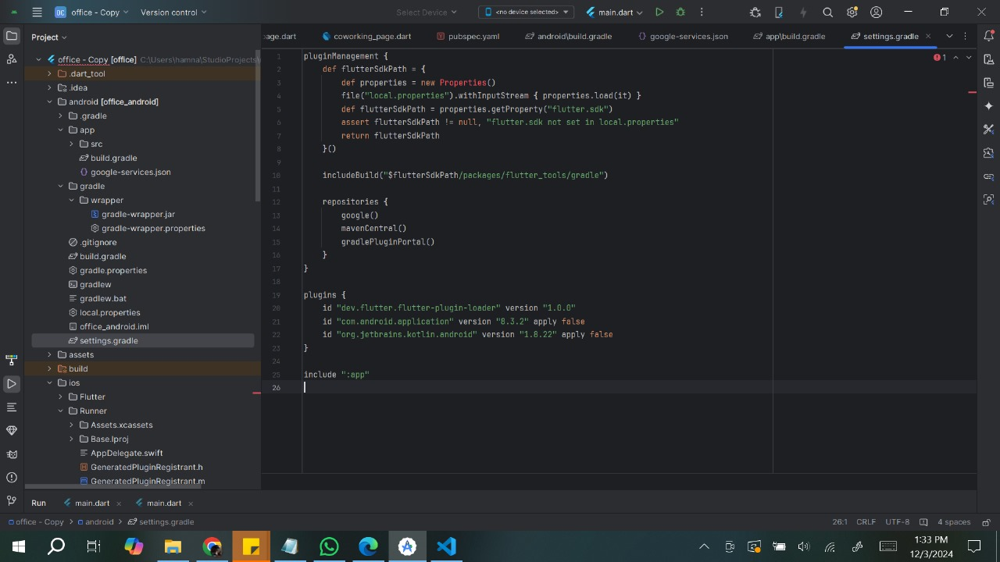 DC office - Copy Version control Select Device <no device selected> main.dart
Project
page.dart coworking_page.dart pubspec.yaml android\build.gradle google-services.json app\build.gradle settings.gradle
office - Copy [office] C:\Users\hamna\StudioProjects\
.dart_tool
.idea
android [office_android]
.gradle
app
src
build.gradle
google-services.json
gradle
wrapper
gradle-wrapper.jar
gradle-wrapper.properties
.gitignore
build.gradle
gradle.properties
gradlew
gradlew.bat
local.properties
office_android.iml
settings.gradle
assets
build
ios
Flutter
Runner
Assets.xcassets
Base.lproj
AppDelegate.swift
GeneratedPluginRegistrant.h
GeneratedPluginRegistrant.m
1 pluginManagement {
2 def flutterSdkPath = {
3 def properties = new Properties()
4 file("local.properties").withInputStream { properties.load(it) }
5 def flutterSdkPath = properties.getProperty("flutter.sdk")
6 assert flutterSdkPath != null, "flutter.sdk not set in local.properties"
7 return flutterSdkPath
8 }()
9
10 includeBuild("$flutterSdkPath/packages/flutter_tools/gradle")
11
12 repositories {
13 google()
14 mavenCentral()
15 gradlePluginPortal()
16 }
17 }
18
19 plugins {
20 id "dev.flutter.flutter-plugin-loader" version "1.0.0"
21 id "com.android.application" version "8.3.2" apply false
22 id "org.jetbrains.kotlin.android" version "1.8.22" apply false
23 }
24
25 include ":app"
26
1
Run main.dart main.dart
office - Copy android settings.gradle 26:1 CRLF UTF-8 4 spaces
1:33 PM
12/3/2024